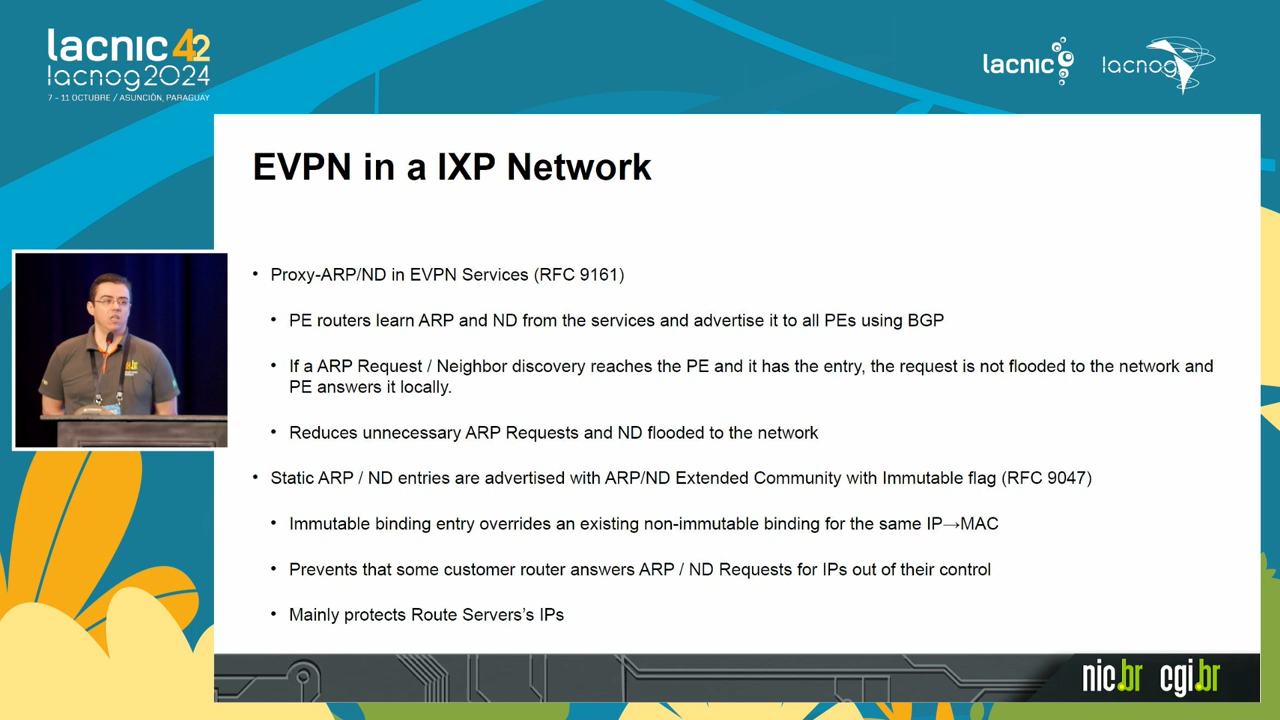 lacnic 42
lacnog2024
7 - 11 OCTUBRE / ASUNCIÓN, PARAGUAY
lacnic
lacnog
EVPN in a IXP Network
• Proxy-ARP/ND in EVPN Services (RFC 9161)
• PE routers learn ARP and ND from the services and advertise it to all PEs using BGP
• If a ARP Request / Neighbor discovery reaches the PE and it has the entry, the request is not flooded to the network and
PE answers it locally.
• Reduces unnecessary ARP Requests and ND flooded to the network
• Static ARP / ND entries are advertised with ARP/ND Extended Community with Immutable flag (RFC 9047)
• Immutable binding entry overrides an existing non-immutable binding for the same IP→MAC
• Prevents that some customer router answers ARP / ND Requests for IPs out of their control
• Mainly protects Route Servers's IPs
nic.br cgi.br